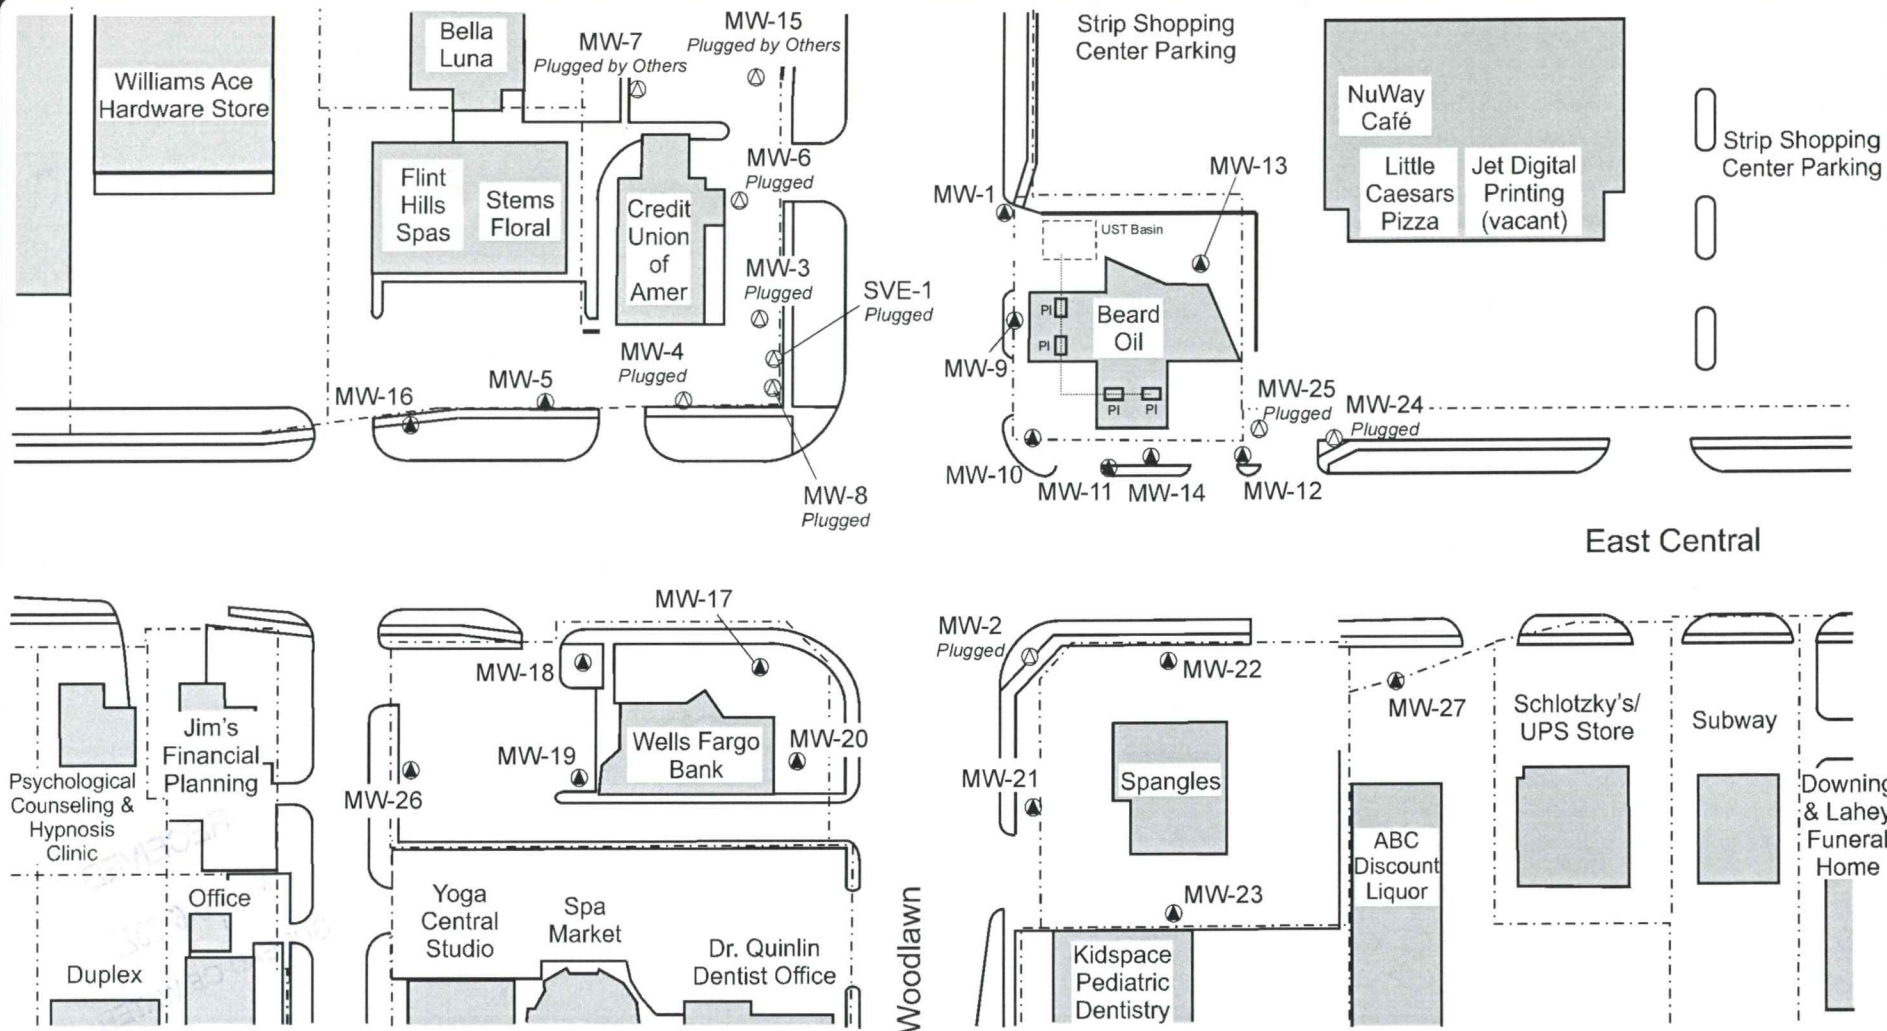 Williams Ace
Hardware Store
Bella
Luna
MW-7
Plugged by Others
MW-15
Plugged by Others
Flint
Hills
Spas
Stems
Floral
Credit
Union
of
Amer
MW-6
Plugged
MW-3
Plugged
SVE-1
Plugged
MW-4
Plugged
MW-5
MW-16
MW-8
Plugged
Strip Shopping
Center Parking
NuWay
Café
Little
Caesars
Pizza
Jet Digital
Printing
(vacant)
Strip Shopping
Center Parking
MW-1
MW-13
UST Basin
PI
PI
Beard
Oil
PI
PI
MW-9
MW-10
MW-11
MW-14
MW-12
MW-25
Plugged
MW-24
Plugged
East Central
Psychological
Counseling &
Hypnosis
Clinic
Jim's
Financial
Planning
Office
Duplex
MW-17
MW-18
MW-19
Wells Fargo
Bank
MW-20
MW-26
Yoga
Central
Studio
Spa
Market
Dr. Quinlin
Dentist Office
Woodlawn
MW-2
Plugged
MW-22
MW-21
Spangles
MW-23
Kidspace
Pediatric
Dentistry
MW-27
ABC
Discount
Liquor
Schlotzky's/
UPS Store
Subway
Downing
& Lahey
Funeral
Home
RECEIVED